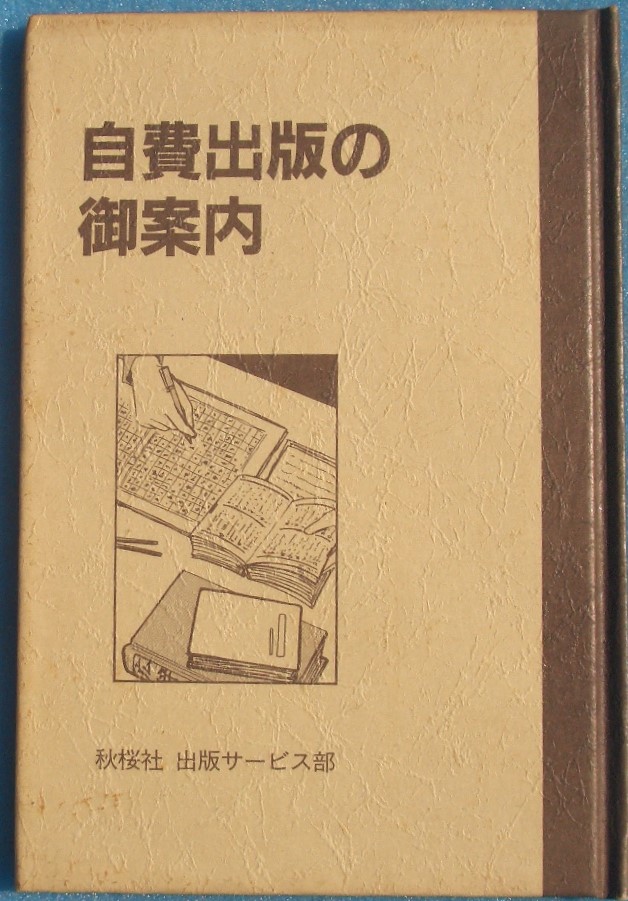 自費出版の
御案内
秋桜社 出版サービス部